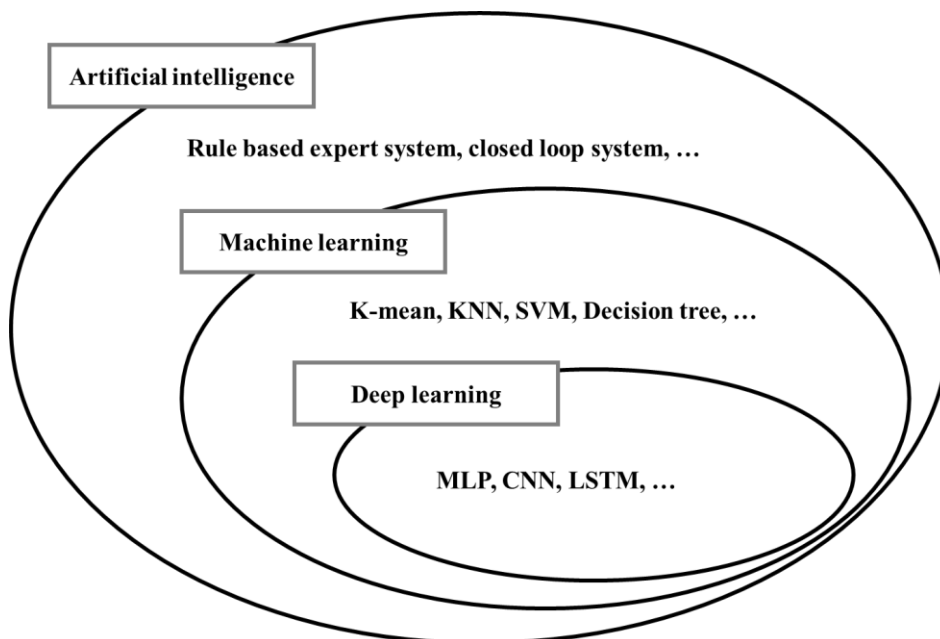 Artificial intelligence
Rule based expert system, closed loop system, …
Machine learning
K-mean, KNN, SVM, Decision tree, …
Deep learning
MLP, CNN, LSTM, …